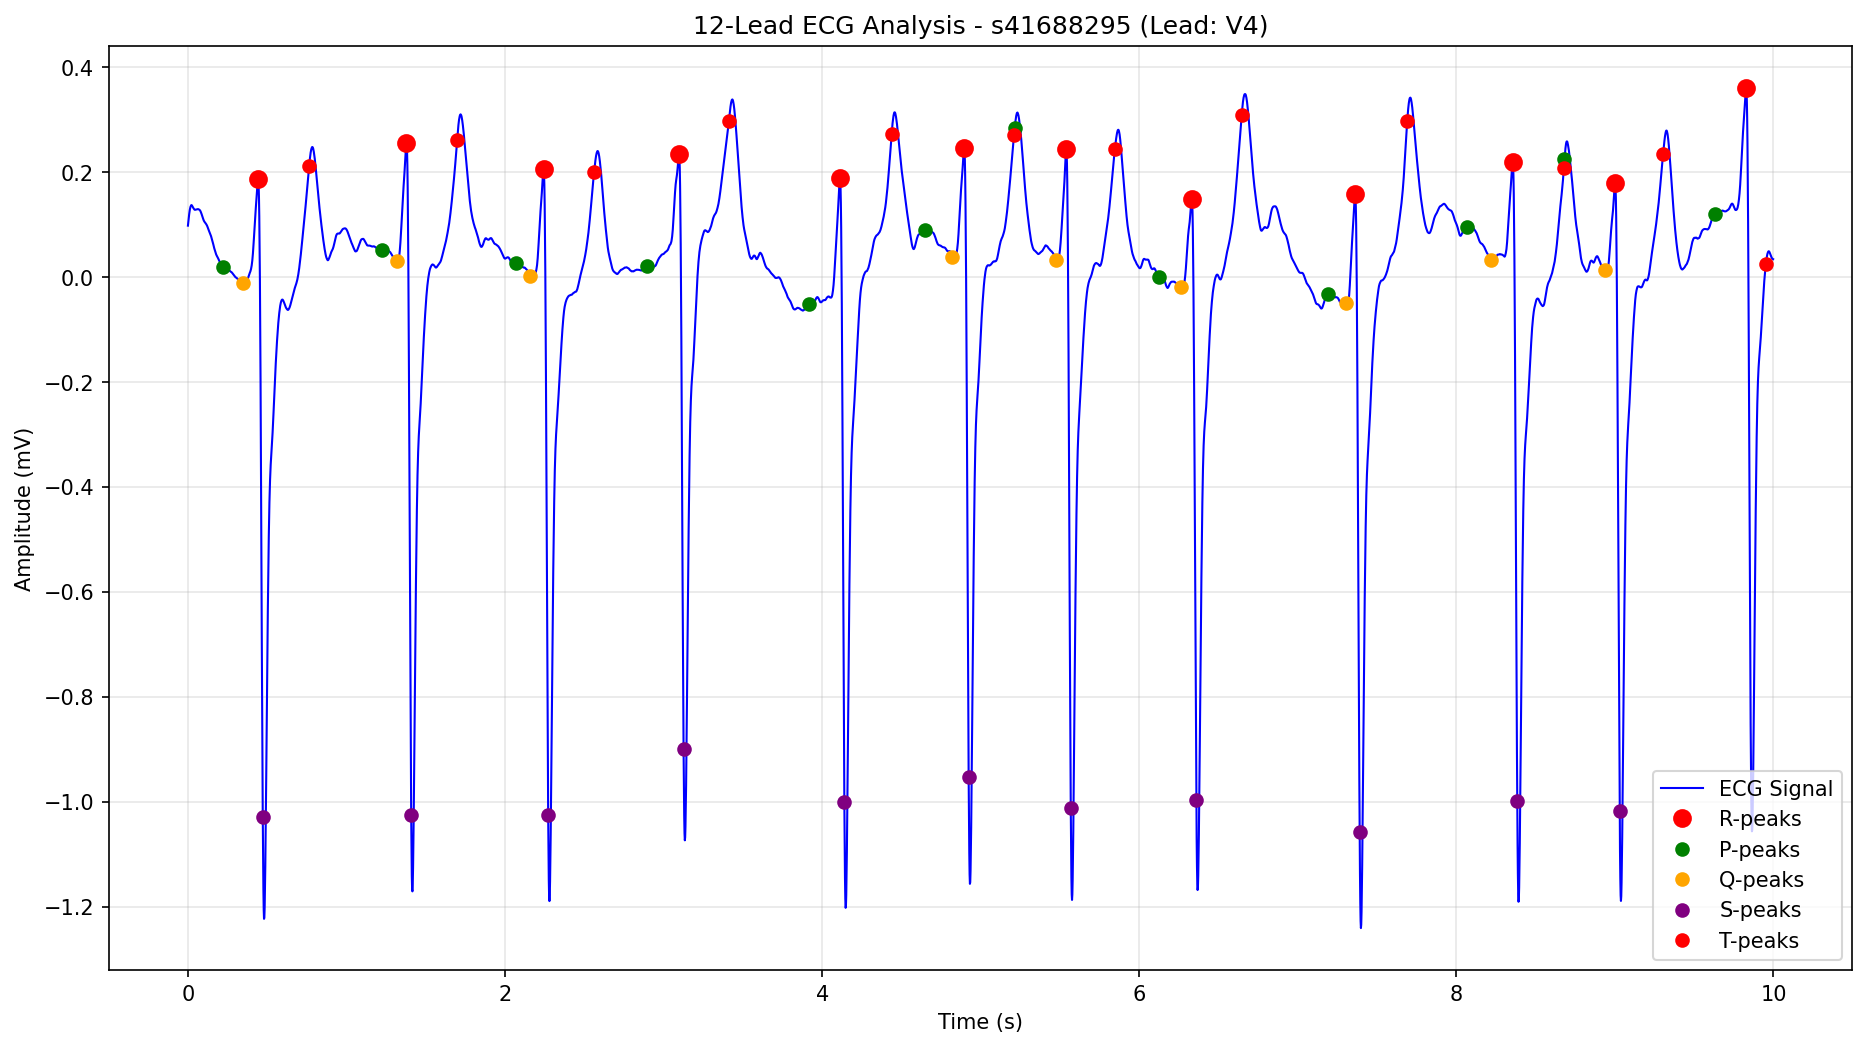 12-Lead ECG Analysis - s41688295 (Lead: V4)
Amplitude (mV)
0.4
0.2
0.0
−0.2
−0.4
−0.6
−0.8
−1.0
−1.2
ECG Signal
R-peaks
P-peaks
Q-peaks
S-peaks
T-peaks
0 2 4 6 8 10
Time (s)